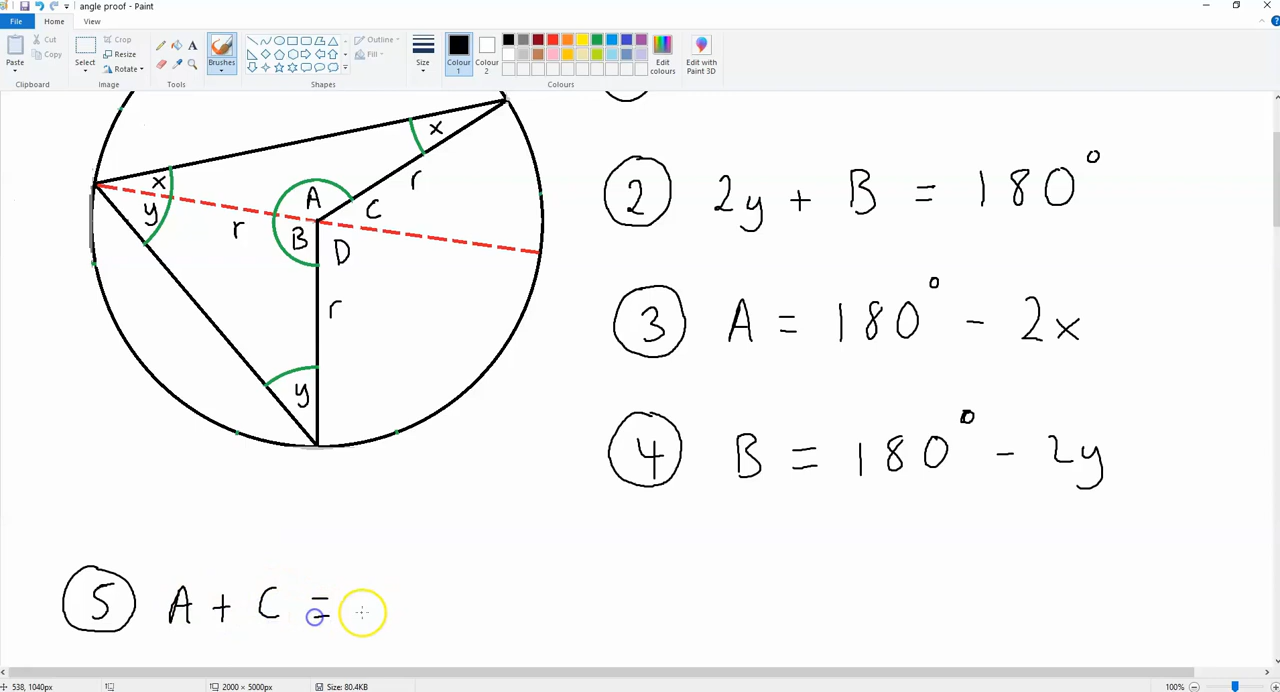 angle proof - Paint
File Home View
Paste Cut Copy Select Crop Resize Rotate Brushes Outline Fill Size Colour 1 Colour 2 Edit colours Edit with Paint 3D
Clipboard Image Tools Shapes Colours
x
x
y
r
r
A
C
B
D
r
y
2 2y + B = 180°
3 A = 180° - 2x
4 B = 180° - 2y
5 A + C =
538, 1040px 2000 × 5000px Size: 80.4KB 100%